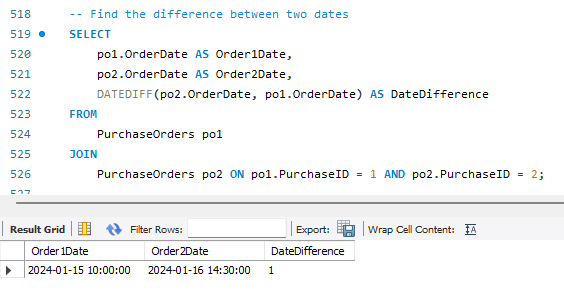 518 -- Find the difference between two dates
519 SELECT
520 po1.OrderDate AS Order1Date,
521 po2.OrderDate AS Order2Date,
522 DATEDIFF(po2.OrderDate, po1.OrderDate) AS DateDifference
523 FROM
524 PurchaseOrders po1
525 JOIN
526 PurchaseOrders po2 ON po1.PurchaseID = 1 AND po2.PurchaseID = 2;
527
Result Grid Filter Rows: Export: Wrap Cell Content: IA
Order1Date Order2Date DateDifference
2024-01-15 10:00:00 2024-01-16 14:30:00 1